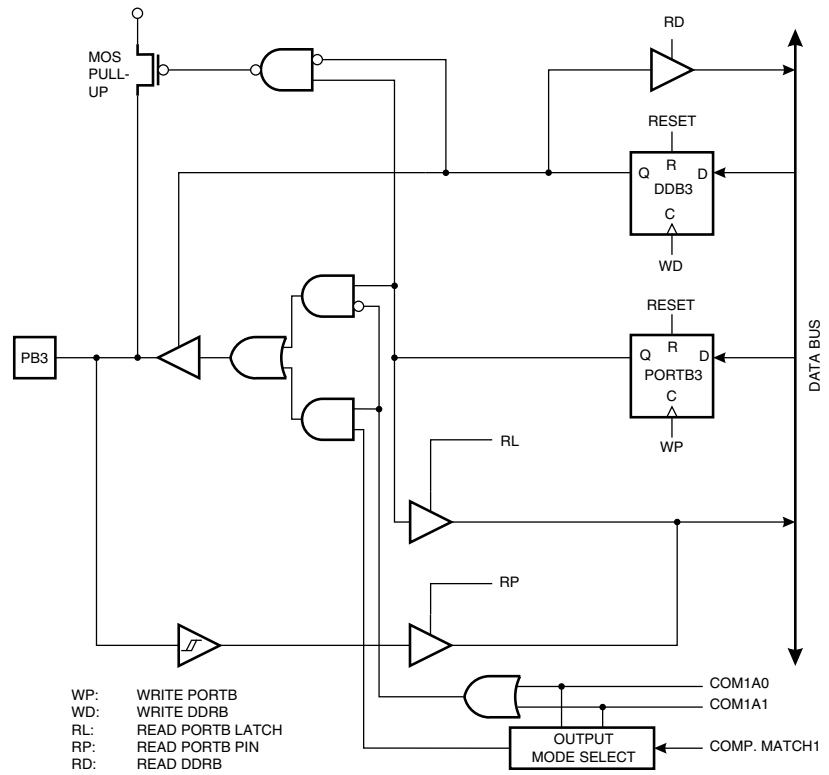 RD
MOS
PULL-
UP
RESET
R
Q
D
DDB3
C
WD
RESET
R
Q
D
PORTB3
C
WP
PB3
DATA BUS
RL
RP
WP: WRITE PORTB
WD: WRITE DDRB
RL: READ PORTB LATCH
RP: READ PORTB PIN
RD: READ DDRB
COM1A0
COM1A1
OUTPUT
MODE SELECT
COMP. MATCH1